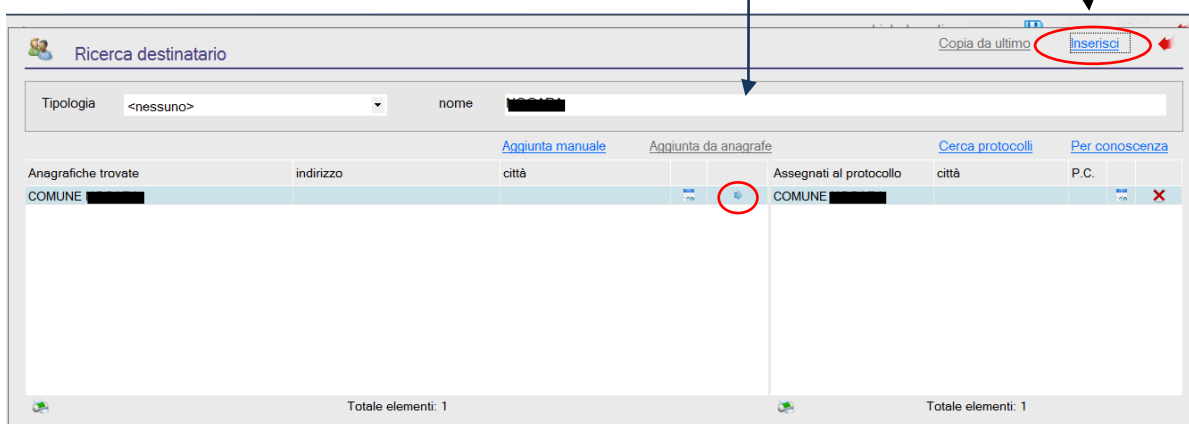 Copia da ultimo Inserisci
Ricerca destinatario
Tipologia <nessuno> nome
Aggiunta manuale Aggiunta da anagrafe Cerca protocolli Per conoscenza
Anagrafiche trovate indirizzo città Assegnati al protocollo città P.C.
COMUNE COMUNE
Totale elementi: 1 Totale elementi: 1